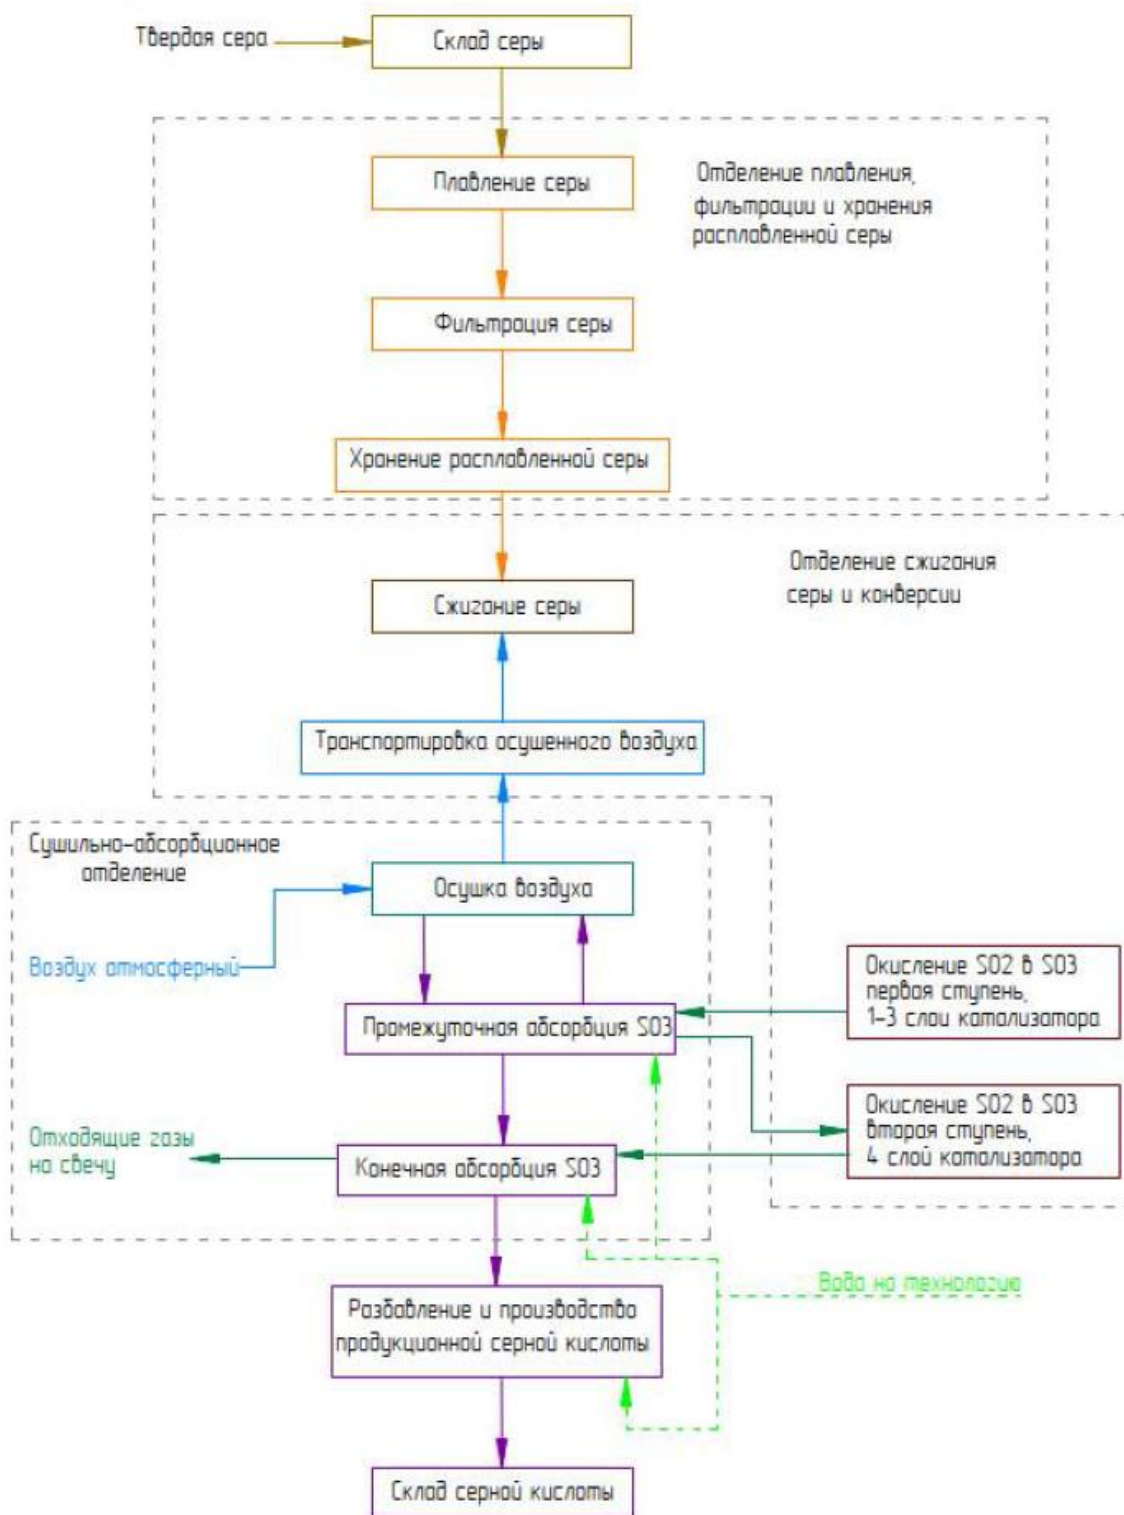 Твердая сера
Склад серы
Плавление серы
Отделение плавления,
фильтрации и хранения
расплавленной серы
Фильтрация серы
Хранение расплавленной серы
Отделение сжигания
серы и конверсии
Сжигание серы
Транспортировка осушенного воздуха
Сушильно-абсорбционное
отделение
Осушка воздуха
Воздух атмосферный
Окисление SO2 в SO3
первая ступень,
1-3 слои катализатора
Промежуточная абсорбция SO3
Окисление SO2 в SO3
вторая ступень,
4 слой катализатора
Отходящие газы
на свечу
Конечная абсорбция SO3
Вода на технологию
Разбавление и производство
продукционной серной кислоты
Склад серной кислоты